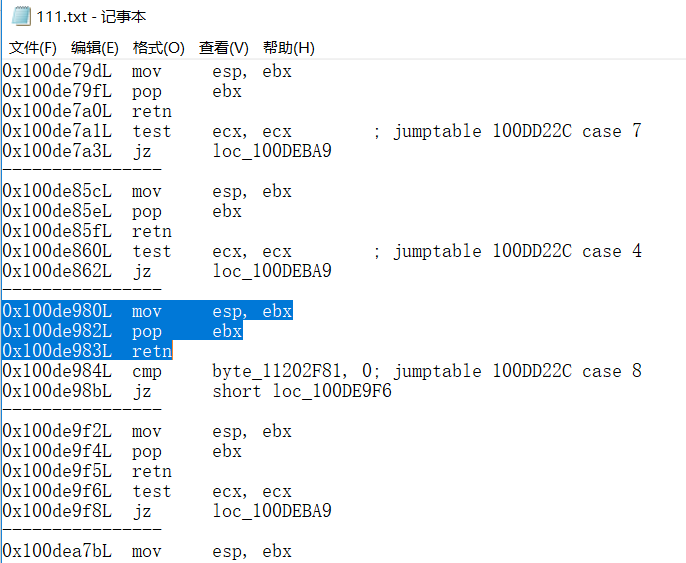 111.txt - 记事本
文件(F) 编辑(E) 格式(O) 查看(V) 帮助(H)
0x100de79dL mov esp, ebx
0x100de79fL pop ebx
0x100de7a0L retn
0x100de7a1L test ecx, ecx ; jumptable 100DD22C case 7
0x100de7a3L jz loc_100DEBA9
----------------
0x100de85cL mov esp, ebx
0x100de85eL pop ebx
0x100de85fL retn
0x100de860L test ecx, ecx ; jumptable 100DD22C case 4
0x100de862L jz loc_100DEBA9
----------------
0x100de980L mov esp, ebx
0x100de982L pop ebx
0x100de983L retn
0x100de984L cmp byte_11202F81, 0; jumptable 100DD22C case 8
0x100de98bL jz short loc_100DE9F6
----------------
0x100de9f2L mov esp, ebx
0x100de9f4L pop ebx
0x100de9f5L retn
0x100de9f6L test ecx, ecx
0x100de9f8L jz loc_100DEBA9
----------------
0x100dea7bL mov esp, ebx